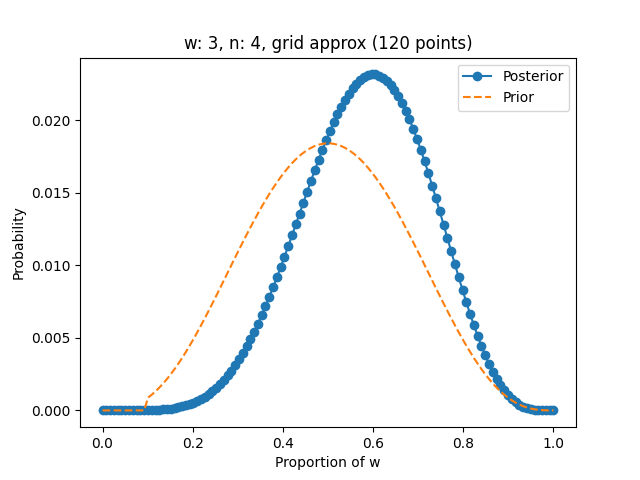 w: 3, n: 4, grid approx (120 points)
Posterior
Prior
0.020
0.015
0.010
0.005
0.000
Probability
0.0 0.2 0.4 0.6 0.8 1.0
Proportion of w